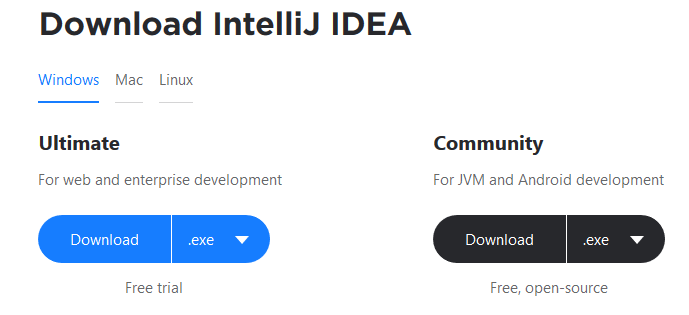 Download IntelliJ IDEA
Windows Mac Linux
Ultimate
For web and enterprise development
Download .exe
Free trial
Community
For JVM and Android development
Download .exe
Free, open-source